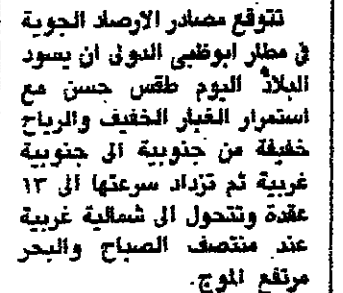 تتوقع مصادر الارصاد الجوية
في مطار ابوظبي الدولي ان يسود
البلاد اليوم طقس حسن مع
استمرار الغبار الخفيف والرياح
خفيفة من جنوبية الى جنوبية
غربية ثم تزداد سرعتها الى ١٣
عقدة وتتحول الى شمالية غربية
عند منتصف الصباح والبحر
مرتفع الموج.